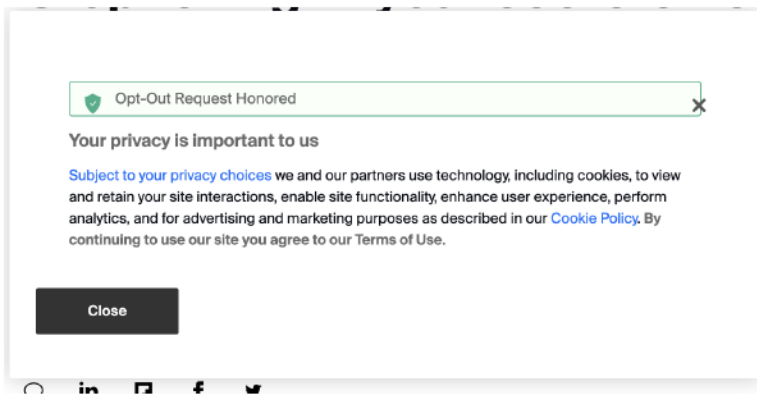 Opt-Out Request Honored
Your privacy is important to us
Subject to your privacy choices we and our partners use technology, including cookies, to view
and retain your site interactions, enable site functionality, enhance user experience, perform
analytics, and for advertising and marketing purposes as described in our Cookie Policy. By
continuing to use our site you agree to our Terms of Use.
Close